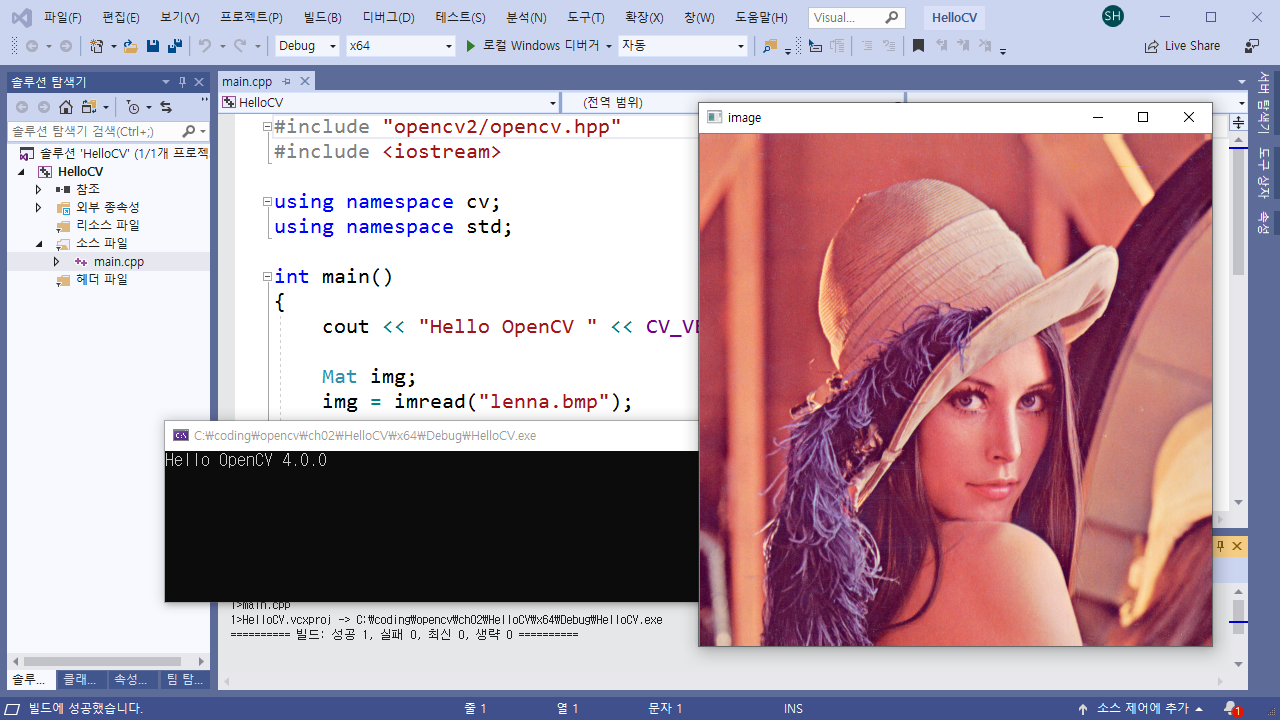 파일(F) 편집(E) 보기(V) 프로젝트(P) 빌드(B) 디버그(D) 테스트(S) 분석(N) 도구(T) 확장(X) 창(W) 도움말(H) Visual... HelloCV SH
Debug x64 로컬 Windows 디버거 자동 Live Share
솔루션 탐색기
솔루션 탐색기 검색(Ctrl+;)
솔루션 'HelloCV' (1/1개 프로젝
HelloCV
참조
외부 종속성
리소스 파일
소스 파일
main.cpp
헤더 파일
솔루... 클래... 속성... 팀 탐...
main.cpp
HelloCV (전역 범위)
#include "opencv2/opencv.hpp"
#include <iostream>
using namespace cv;
using namespace std;
int main()
{
cout << "Hello OpenCV " << CV_VE
Mat img;
img = imread("lenna.bmp");
image
C:₩coding₩opencv₩ch02₩HelloCV₩x64₩Debug₩HelloCV.exe
Hello OpenCV 4.0.0
1>main.cpp
1>HelloCV.vcxproj -> C:₩coding₩opencv₩ch02₩HelloCV₩x64₩Debug₩HelloCV.exe
========== 빌드: 성공 1, 실패 0, 최신 0, 생략 0 ==========
서버 탐색기
도구 상자
속성
빌드에 성공했습니다. 줄 1 열 1 문자 1 INS 소스 제어에 추가 1